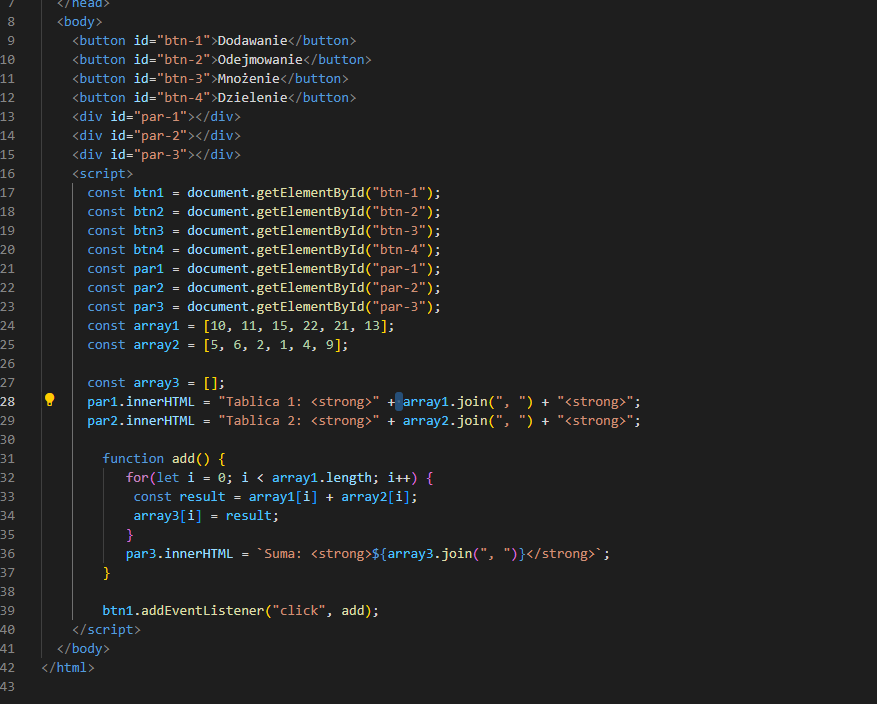 7 </head>
8 <body>
9 <button id="btn-1">Dodawanie</button>
10 <button id="btn-2">Odejmowanie</button>
11 <button id="btn-3">Mnożenie</button>
12 <button id="btn-4">Dzielenie</button>
13 <div id="par-1"></div>
14 <div id="par-2"></div>
15 <div id="par-3"></div>
16 <script>
17 const btn1 = document.getElementById("btn-1");
18 const btn2 = document.getElementById("btn-2");
19 const btn3 = document.getElementById("btn-3");
20 const btn4 = document.getElementById("btn-4");
21 const par1 = document.getElementById("par-1");
22 const par2 = document.getElementById("par-2");
23 const par3 = document.getElementById("par-3");
24 const array1 = [10, 11, 15, 22, 21, 13];
25 const array2 = [5, 6, 2, 1, 4, 9];
26
27 const array3 = [];
28 par1.innerHTML = "Tablica 1: <strong>" + array1.join(", ") + "<strong>";
29 par2.innerHTML = "Tablica 2: <strong>" + array2.join(", ") + "<strong>";
30
31 function add() {
32 for(let i = 0; i < array1.length; i++) {
33 const result = array1[i] + array2[i];
34 array3[i] = result;
35 }
36 par3.innerHTML = `Suma: <strong>${array3.join(", ")}</strong>`;
37 }
38
39 btn1.addEventListener("click", add);
40 </script>
41 </body>
42 </html>
43